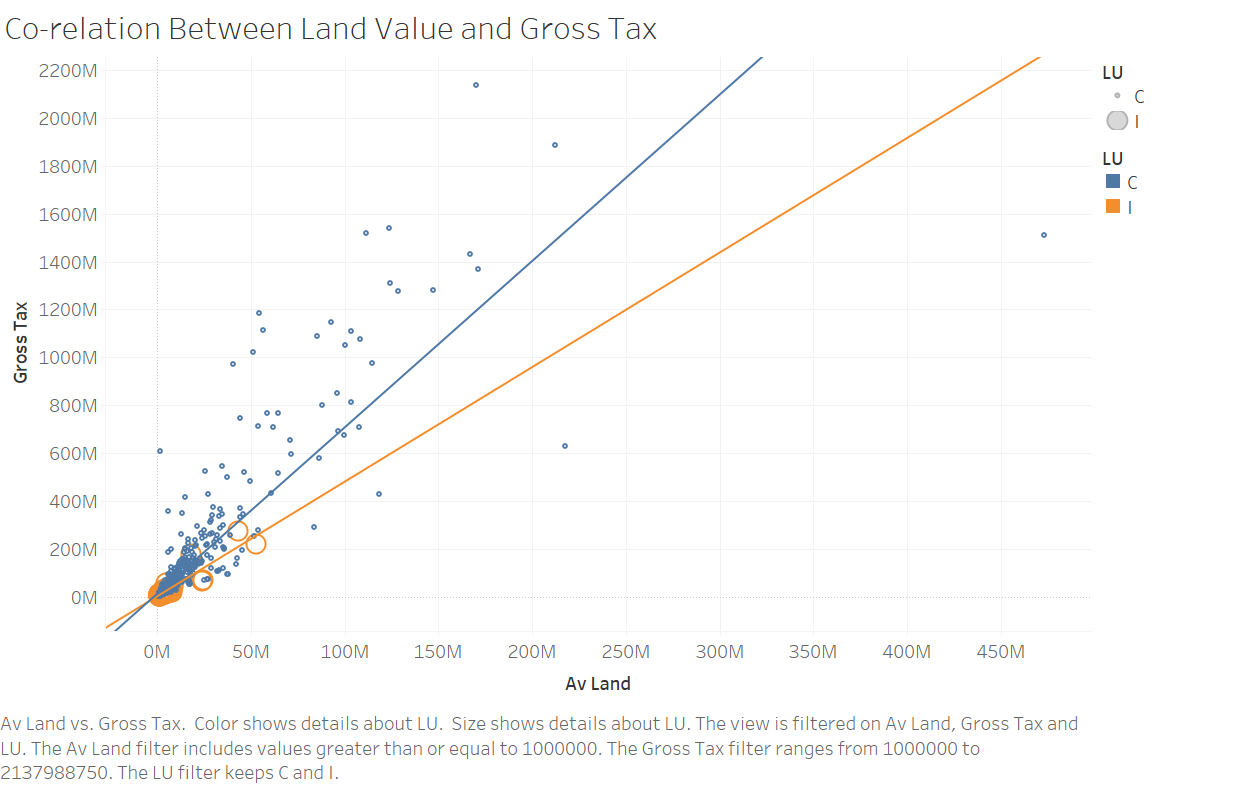 Co-relation Between Land Value and Gross Tax
LU
C
I
LU
C
I
2200M
2000M
1800M
1600M
1400M
1200M
1000M
800M
600M
400M
200M
0M
Gross Tax
0M 50M 100M 150M 200M 250M 300M 350M 400M 450M
Av Land
Av Land vs. Gross Tax. Color shows details about LU. Size shows details about LU. The view is filtered on Av Land, Gross Tax and
LU. The Av Land filter includes values greater than or equal to 1000000. The Gross Tax filter ranges from 1000000 to
2137988750. The LU filter keeps C and I.